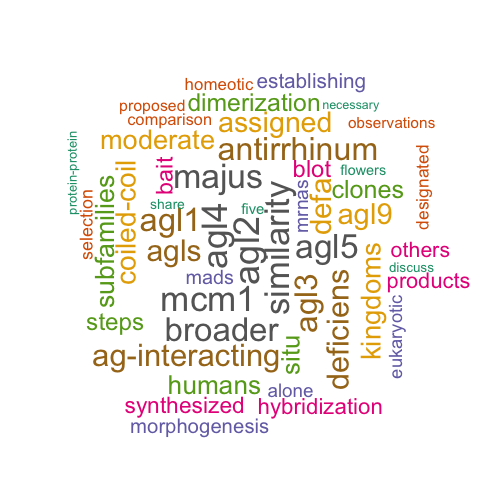 homeotic
establishing
proposed
dimerization
necessary
comparison
assigned
observations
moderate
antirrhinum
protein-protein
bait
majus
blot
flowers
designated
selection
subfamilies
coiled-coil
share
agl1
agl4
agl2
five
similarity
mrnas
defa
clones
agl9
agls
agl5
mads
others
discuss
products
mcm1
agl3
deficiens
kingdoms
eukaryotic
steps
broader
situ
ag-interacting
humans
alone
synthesized
hybridization
morphogenesis